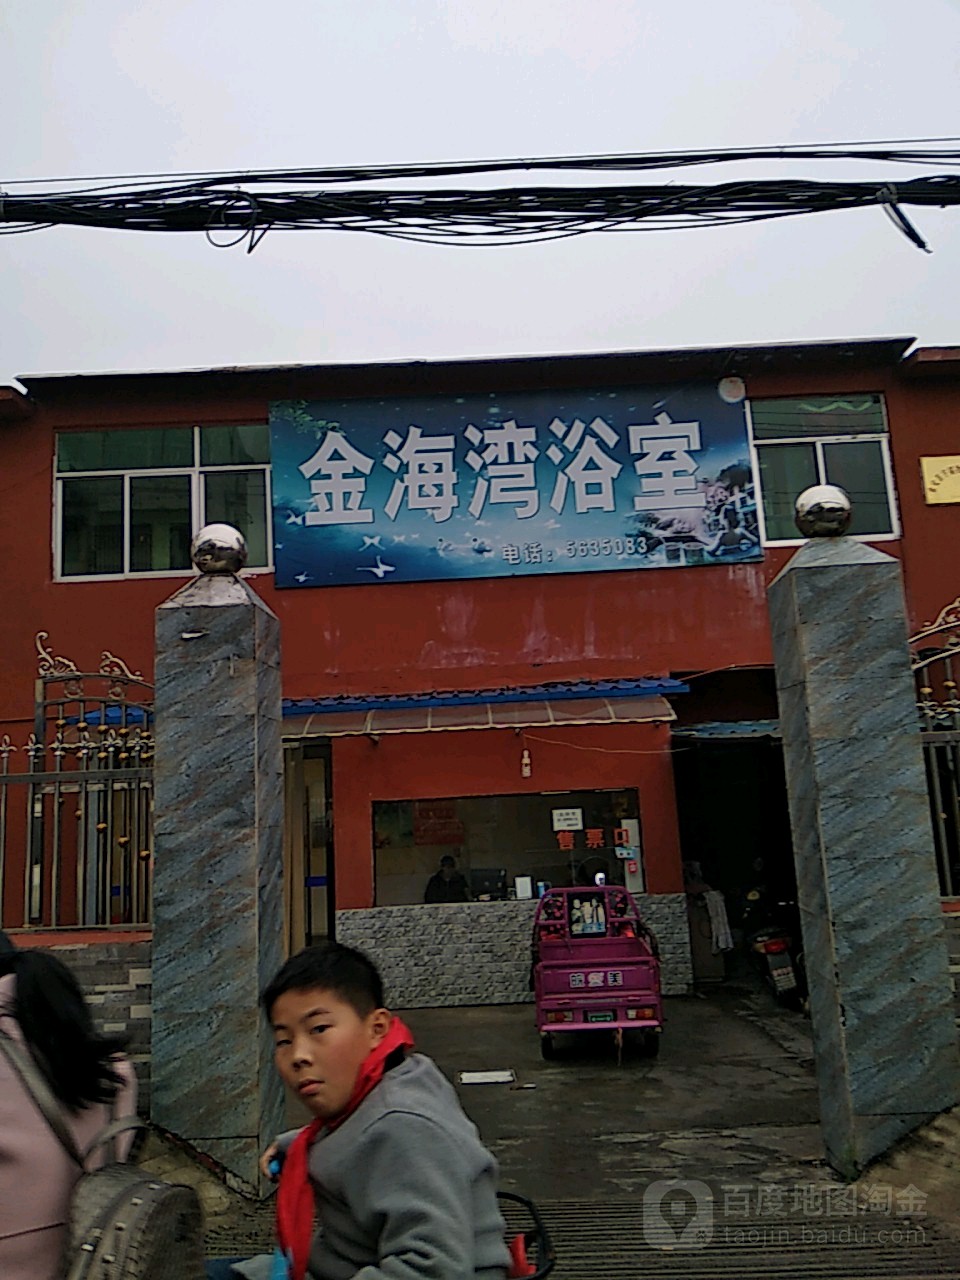 金海湾浴室
电话：5635183
售票口
百度地图淘金
taojin.baidu.com